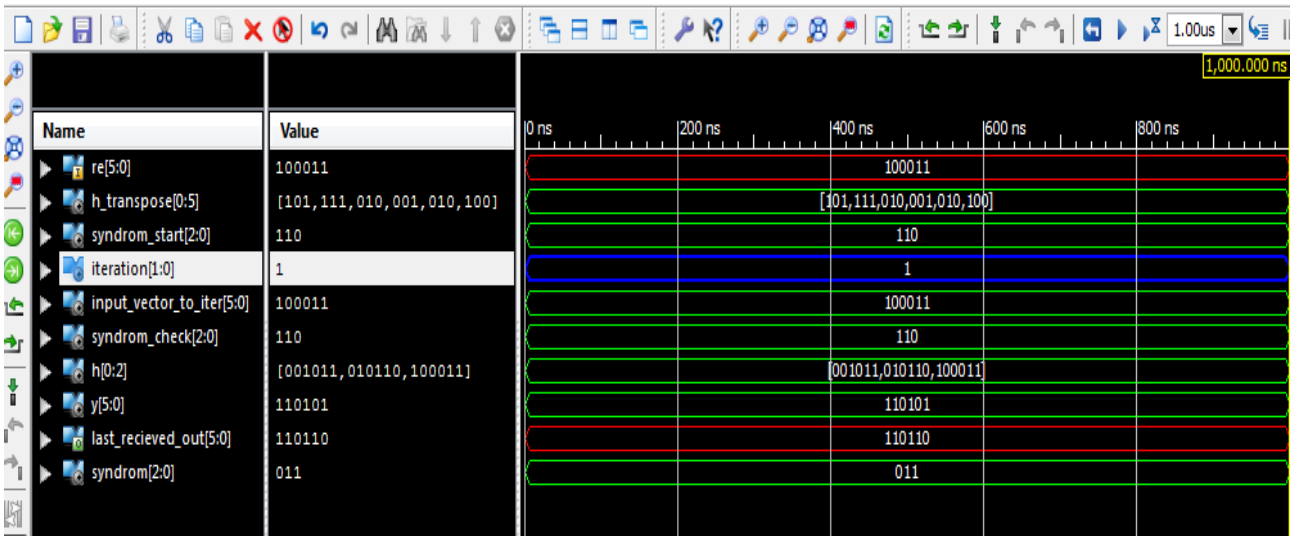 1.00us
1,000.000 ns
Name Value 0 ns 200 ns 400 ns 600 ns 800 ns
re[5:0] 100011 100011
h_transpose[0:5] [101,111,010,001,010,100] [101,111,010,001,010,100]
syndrom_start[2:0] 110 110
iteration[1:0] 1 1
input_vector_to_iter[5:0] 100011 100011
syndrom_check[2:0] 110 110
h[0:2] [001011,010110,100011] [001011,010110,100011]
y[5:0] 110101 110101
last_recieved_out[5:0] 110110 110110
syndrom[2:0] 011 011